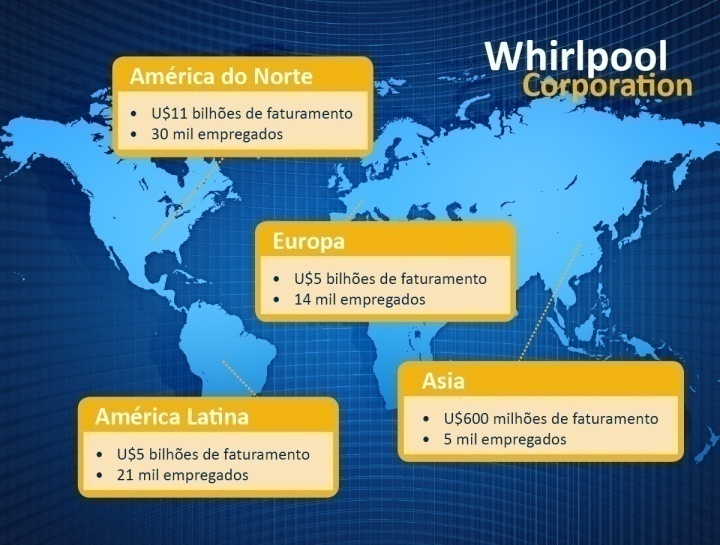 Whirlpool
Corporation
América do Norte
• U$11 bilhões de faturamento
• 30 mil empregados
Europa
• U$5 bilhões de faturamento
• 14 mil empregados
Asia
• U$600 milhões de faturamento
• 5 mil empregados
América Latina
• U$5 bilhões de faturamento
• 21 mil empregados